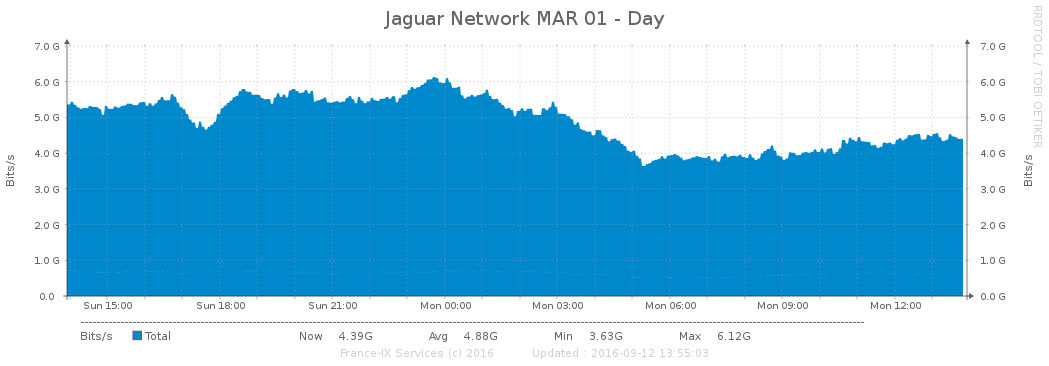 Jaguar Network MAR 01 - Day
RRDTOOL / TOBI OETIKER
7.0 G
7.0 G
6.0 G
6.0 G
5.0 G
5.0 G
4.0 G
4.0 G
3.0 G
3.0 G
2.0 G
2.0 G
1.0 G
1.0 G
0.0
0.0 G
Bits/s
Bits/s
Sun 15:00 Sun 18:00 Sun 21:00 Mon 00:00 Mon 03:00 Mon 06:00 Mon 09:00 Mon 12:00
Bits/s Total Now 4.39G Avg 4.88G Min 3.63G Max 6.12G
France-IX Services (c) 2016 Updated : 2016-09-12 13:55:03